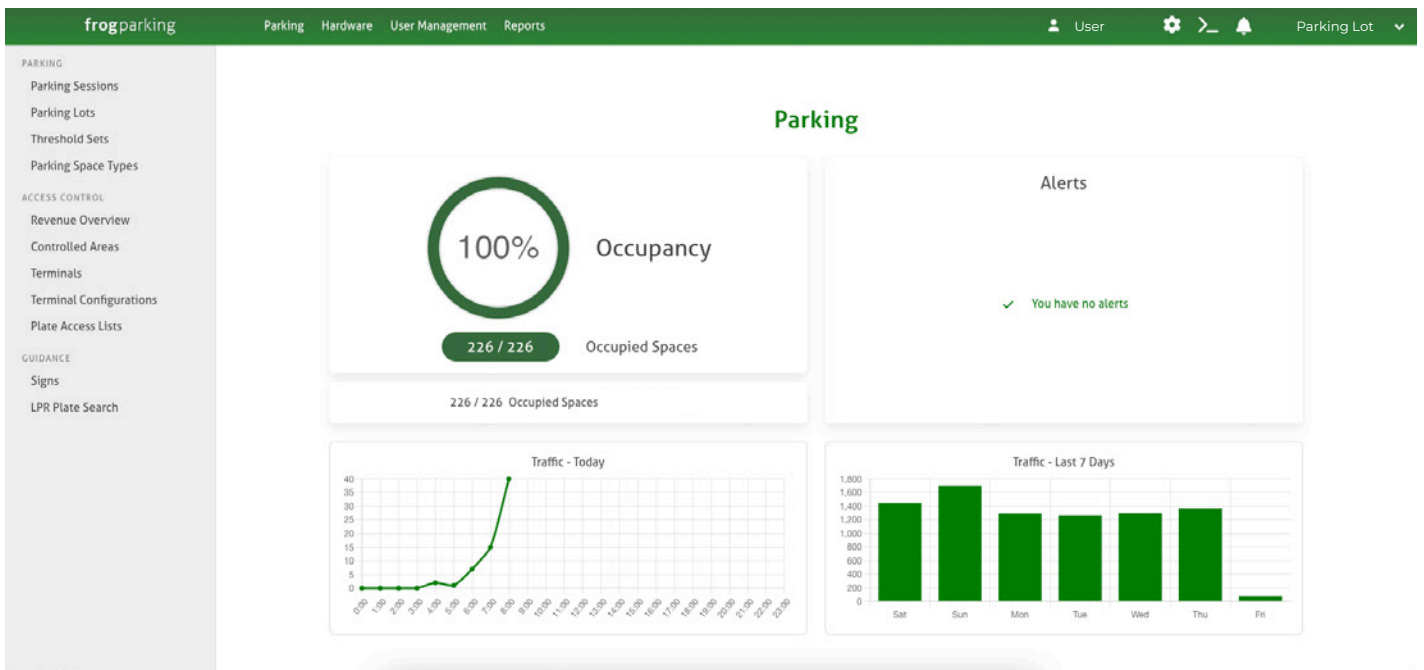 frogparking
Parking Hardware User Management Reports
User
Parking Lot
PARKING
Parking Sessions
Parking Lots
Threshold Sets
Parking Space Types
ACCESS CONTROL
Revenue Overview
Controlled Areas
Terminals
Terminal Configurations
Plate Access Lists
GUIDANCE
Signs
LPR Plate Search
Parking
100%
Occupancy
226 / 226
Occupied Spaces
226 / 226 Occupied Spaces
Alerts
You have no alerts
Traffic - Today
40
35
30
25
20
15
10
5
0
0:00 1:00 2:00 3:00 4:00 5:00 6:00 7:00 8:00 9:00 10:00 11:00 12:00 13:00 14:00 15:00 16:00 17:00 18:00 19:00 20:00 21:00 22:00 23:00
Traffic - Last 7 Days
1,800
1,600
1,400
1,200
1,000
800
600
400
200
0
Sat Sun Mon Tue Wed Thu Fri